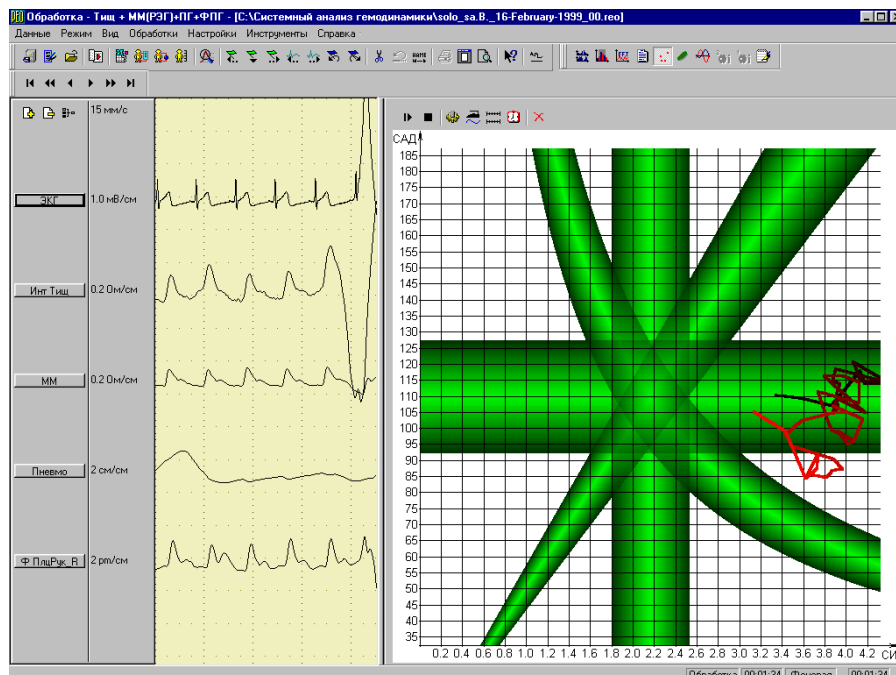 Обработка - Тищ + ММ(РЭГ)+ПГ+ФПГ - [C:\Системный анализ гемодинамики\solo_sa.B._16-February-1999_00.reo]
Данные Режим Вид Обработки Настройки Инструменты Справка
15 мм/с
ЭКГ 1.0 мВ/см
Инт Тищ 0.2 Ом/см
ММ 0.2 Ом/см
Пневмо 2 см/см
Ф ПлцРук_R 2 pm/см
САД
185
180
175
170
165
160
155
150
145
140
135
130
125
120
115
110
105
100
95
90
85
80
75
70
65
60
55
50
45
40
35
0.2 0.4 0.6 0.8 1.0 1.2 1.4 1.6 1.8 2.0 2.2 2.4 2.6 2.8 3.0 3.2 3.4 3.6 3.8 4.0 4.2 СИ
Обработка 00:01:34 Фоновая 00:01:34